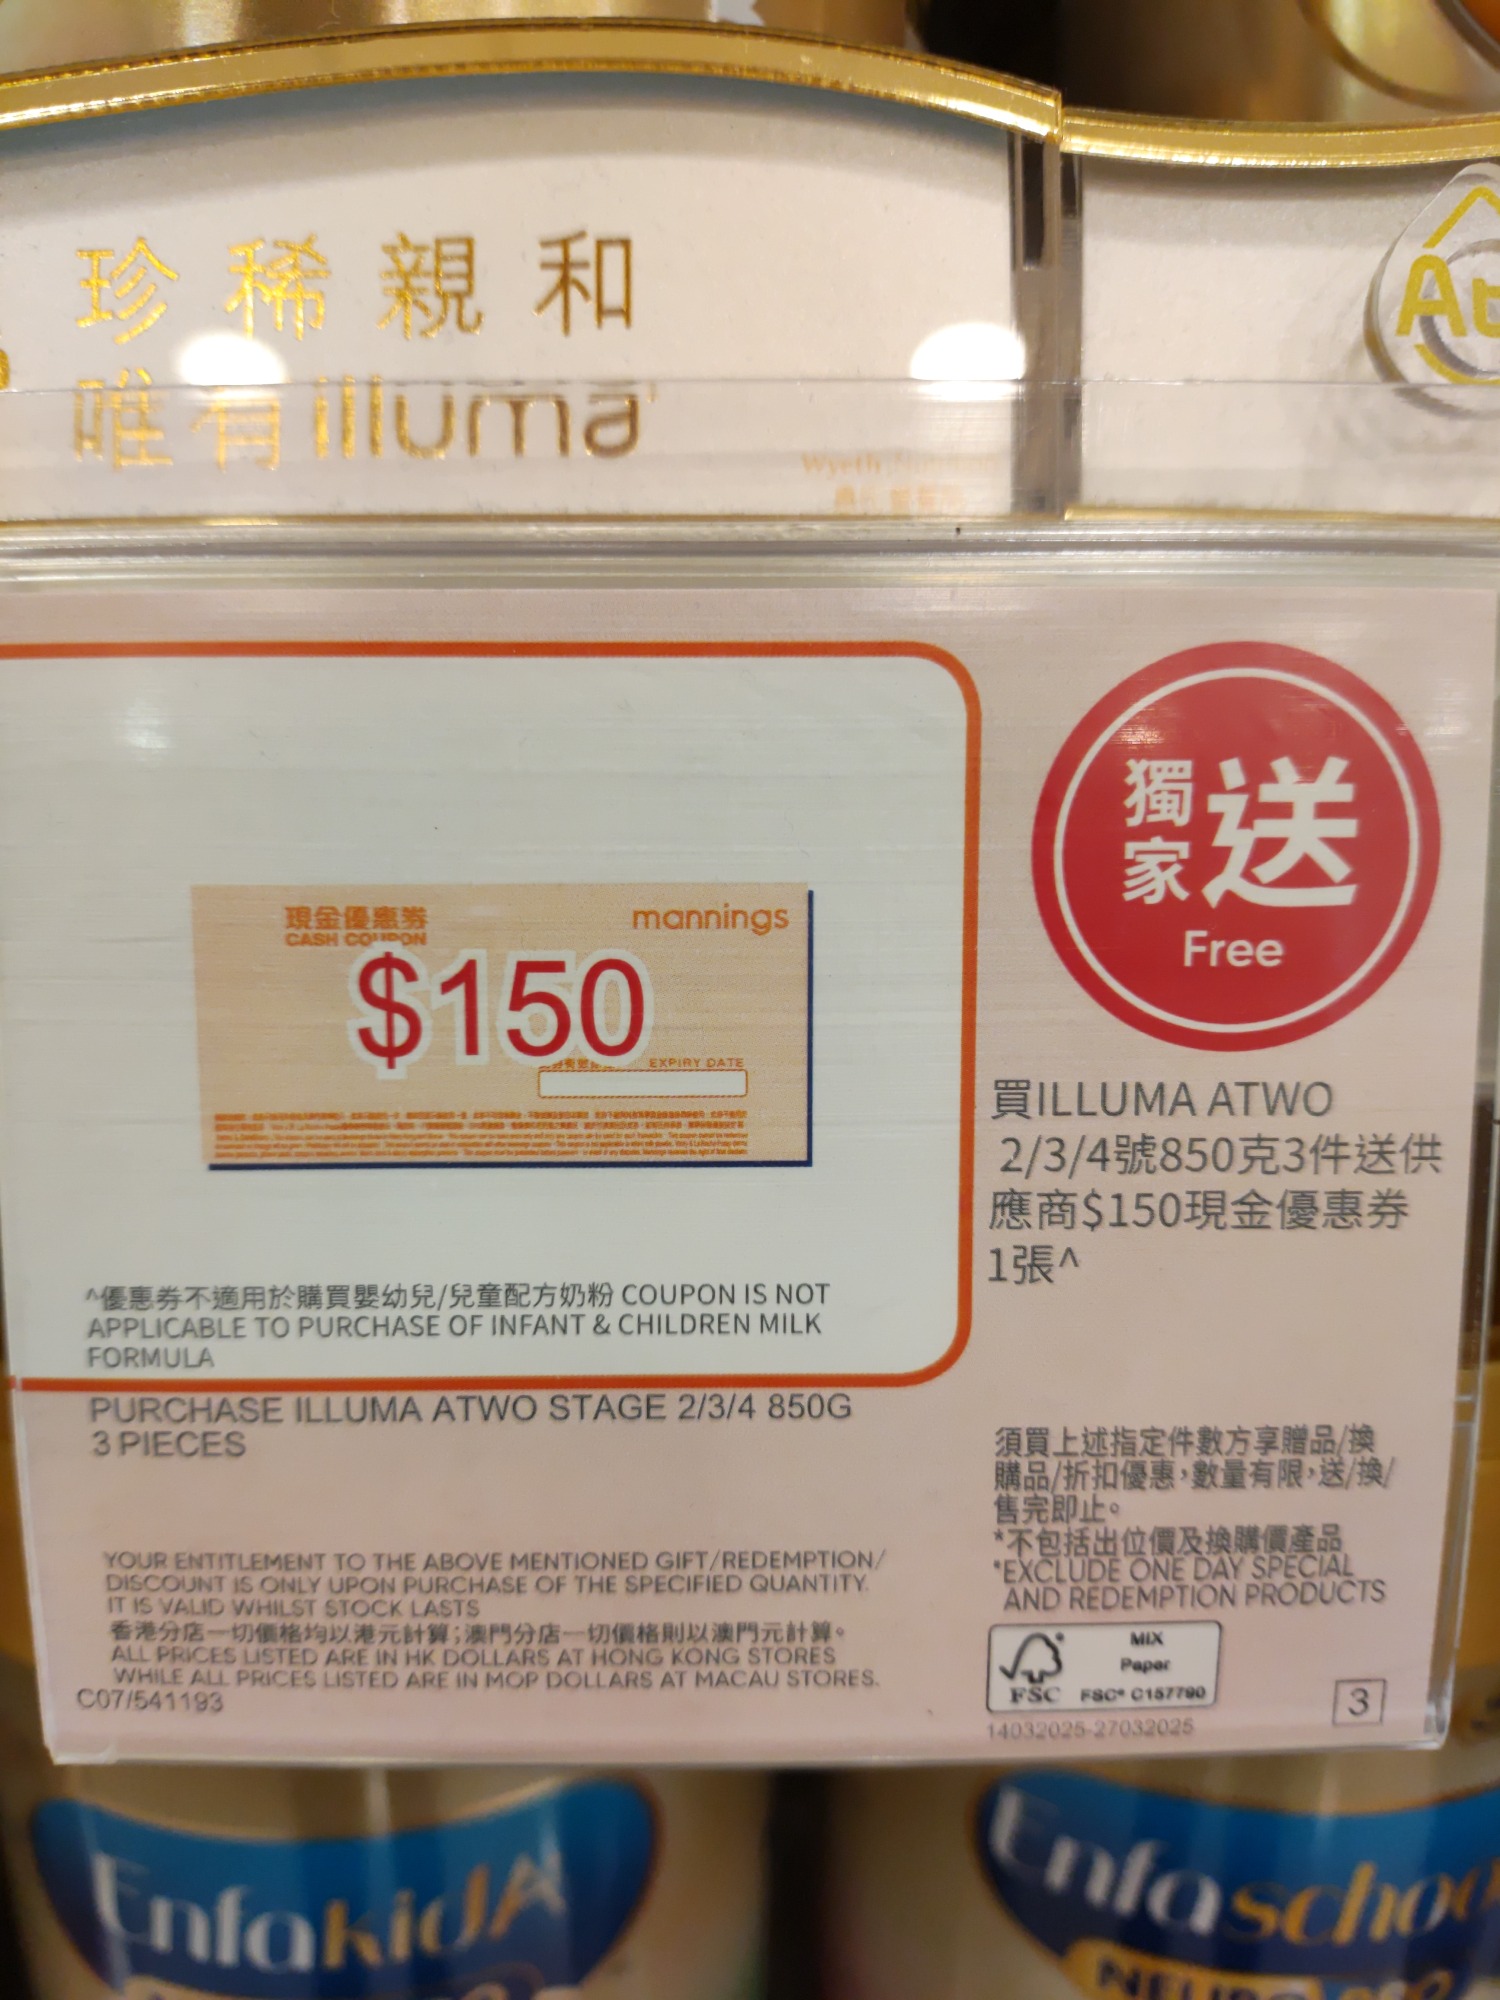 珍稀親和
唯有illuma
Wyeth
At
獨家送
Free
現金優惠券
CASH COUPON
mannings
$150
EXPIRY DATE
買ILLUMA ATWO
2/3/4號850克3件送供
應商$150現金優惠券
1張^
^優惠券不適用於購買嬰幼兒/兒童配方奶粉 COUPON IS NOT
APPLICABLE TO PURCHASE OF INFANT & CHILDREN MILK
FORMULA
PURCHASE ILLUMA ATWO STAGE 2/3/4 850G
3 PIECES
須買上述指定件數方享贈品/換
購品/折扣優惠,數量有限,送/換/
售完即止。
*不包括出位價及換購價產品
*EXCLUDE ONE DAY SPECIAL
AND REDEMPTION PRODUCTS
YOUR ENTITLEMENT TO THE ABOVE MENTIONED GIFT/REDEMPTION/
DISCOUNT IS ONLY UPON PURCHASE OF THE SPECIFIED QUANTITY.
IT IS VALID WHILST STOCK LASTS
香港分店一切價格均以港元計算;澳門分店一切價格則以澳門元計算。
ALL PRICES LISTED ARE IN HK DOLLARS AT HONG KONG STORES
WHILE ALL PRICES LISTED ARE IN MOP DOLLARS AT MACAU STORES.
C07/541193
MIX
Paper
FSC FSC® C157790
14032025-27032025
3
EnfakidA
Enfaschoo